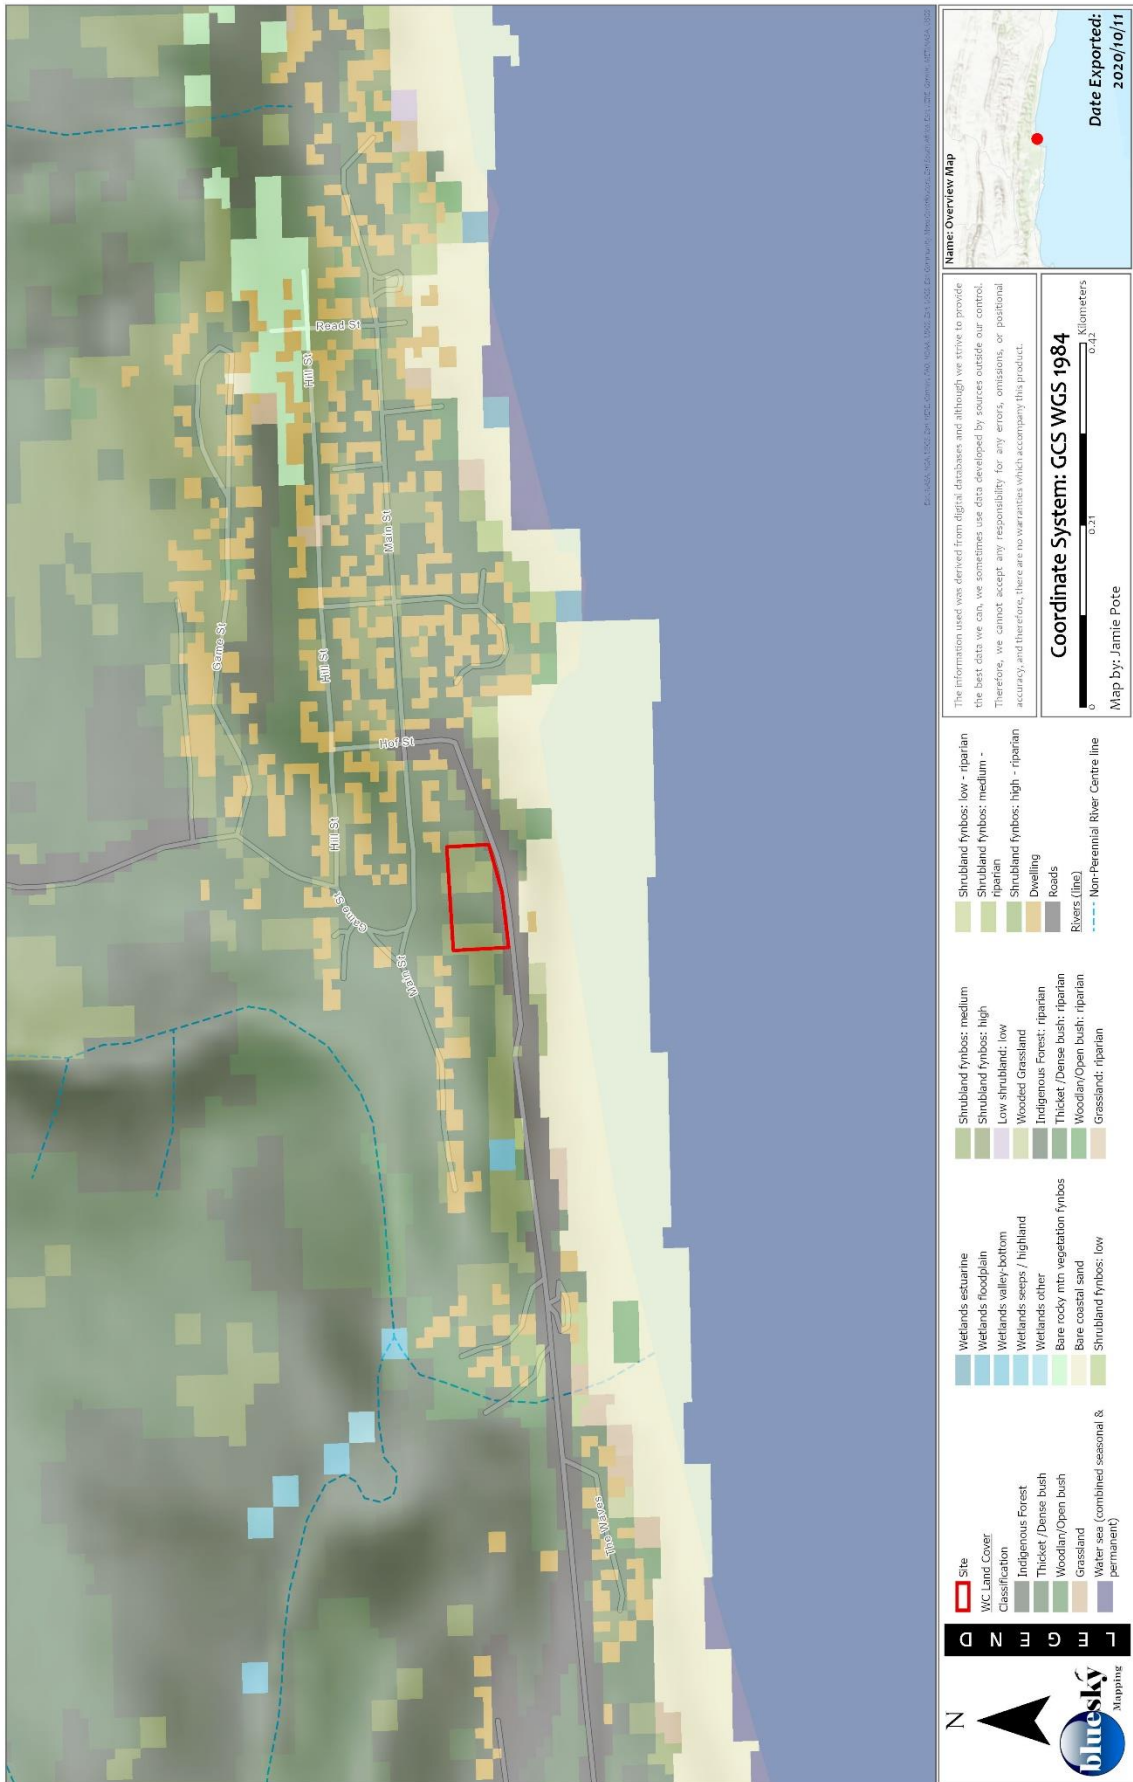 Game St
Hill St
Hill St
Hill St
Read St
Game St
Main St
Main St
Hof St
The Waves
N
bluesky
Mapping
LEGEND
Site
WC Land Cover
Classification
Indigenous Forest
Thicket /Dense bush
Woodlan/Open bush
Grassland
Water sea (combined seasonal &
permanent)
Wetlands estuarine
Wetlands floodplain
Wetlands valley-bottom
Wetlands seeps / highland
Wetlands other
Bare rocky mtn vegetation fynbos
Bare coastal sand
Shrubland fynbos: low
Shrubland fynbos: medium
Shrubland fynbos: high
Low shrubland: low
Wooded Grassland
Indigenous Forest: riparian
Thicket /Dense bush: riparian
Woodlan/Open bush: riparian
Grassland: riparian
Shrubland fynbos: low - riparian
Shrubland fynbos: medium -
riparian
Shrubland fynbos: high - riparian
Dwelling
Roads
Rivers (line)
Non-Perennial River Centre line
The information used was derived from digital databases and although we strive to provide
the best data we can, we sometimes use data developed by sources outside our control.
Therefore, we cannot accept any responsibility for any errors, omissions, or positional
accuracy, and therefore, there are no warranties which accompany this product.
Coordinate System: GCS WGS 1984
0 0.21 0.42
Kilometers
Map by: Jamie Pote
Name: Overview Map
Date Exported:
2020/10/11